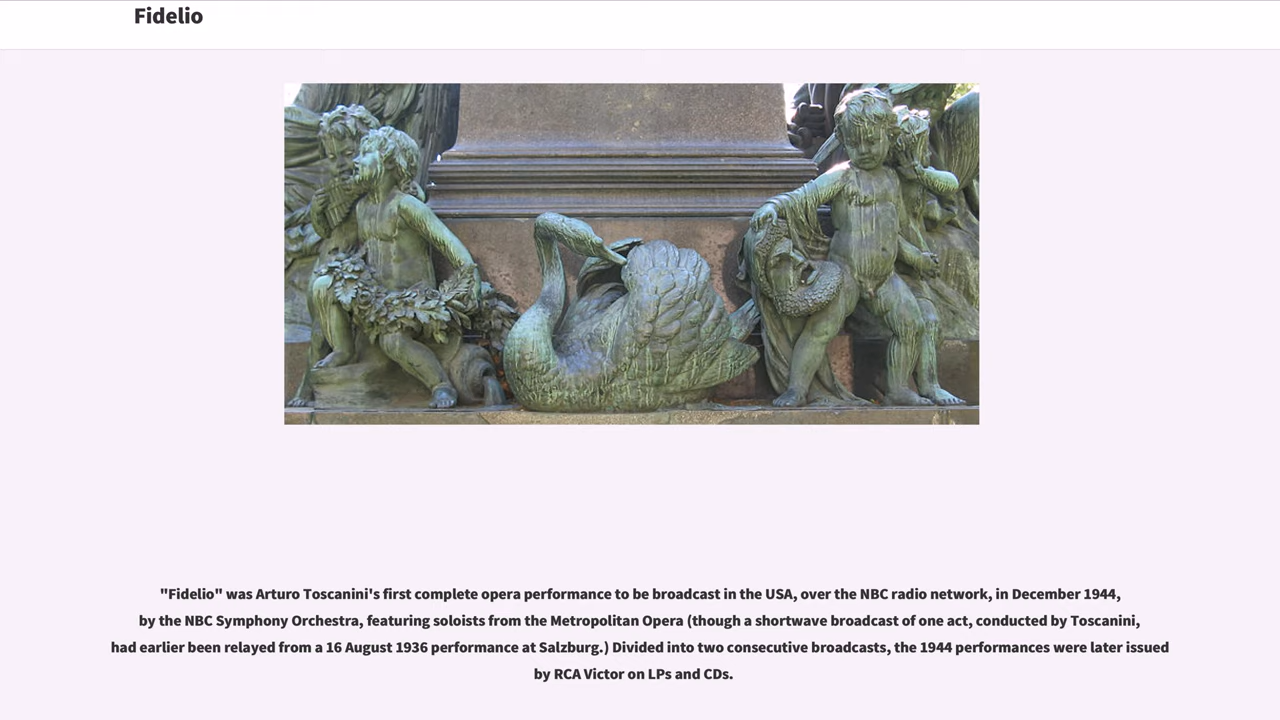 Fidelio
"Fidelio" was Arturo Toscanini's first complete opera performance to be broadcast in the USA, over the NBC radio network, in December 1944,
by the NBC Symphony Orchestra, featuring soloists from the Metropolitan Opera (though a shortwave broadcast of one act, conducted by Toscanini,
had earlier been relayed from a 16 August 1936 performance at Salzburg.) Divided into two consecutive broadcasts, the 1944 performances were later issued
by RCA Victor on LPs and CDs.